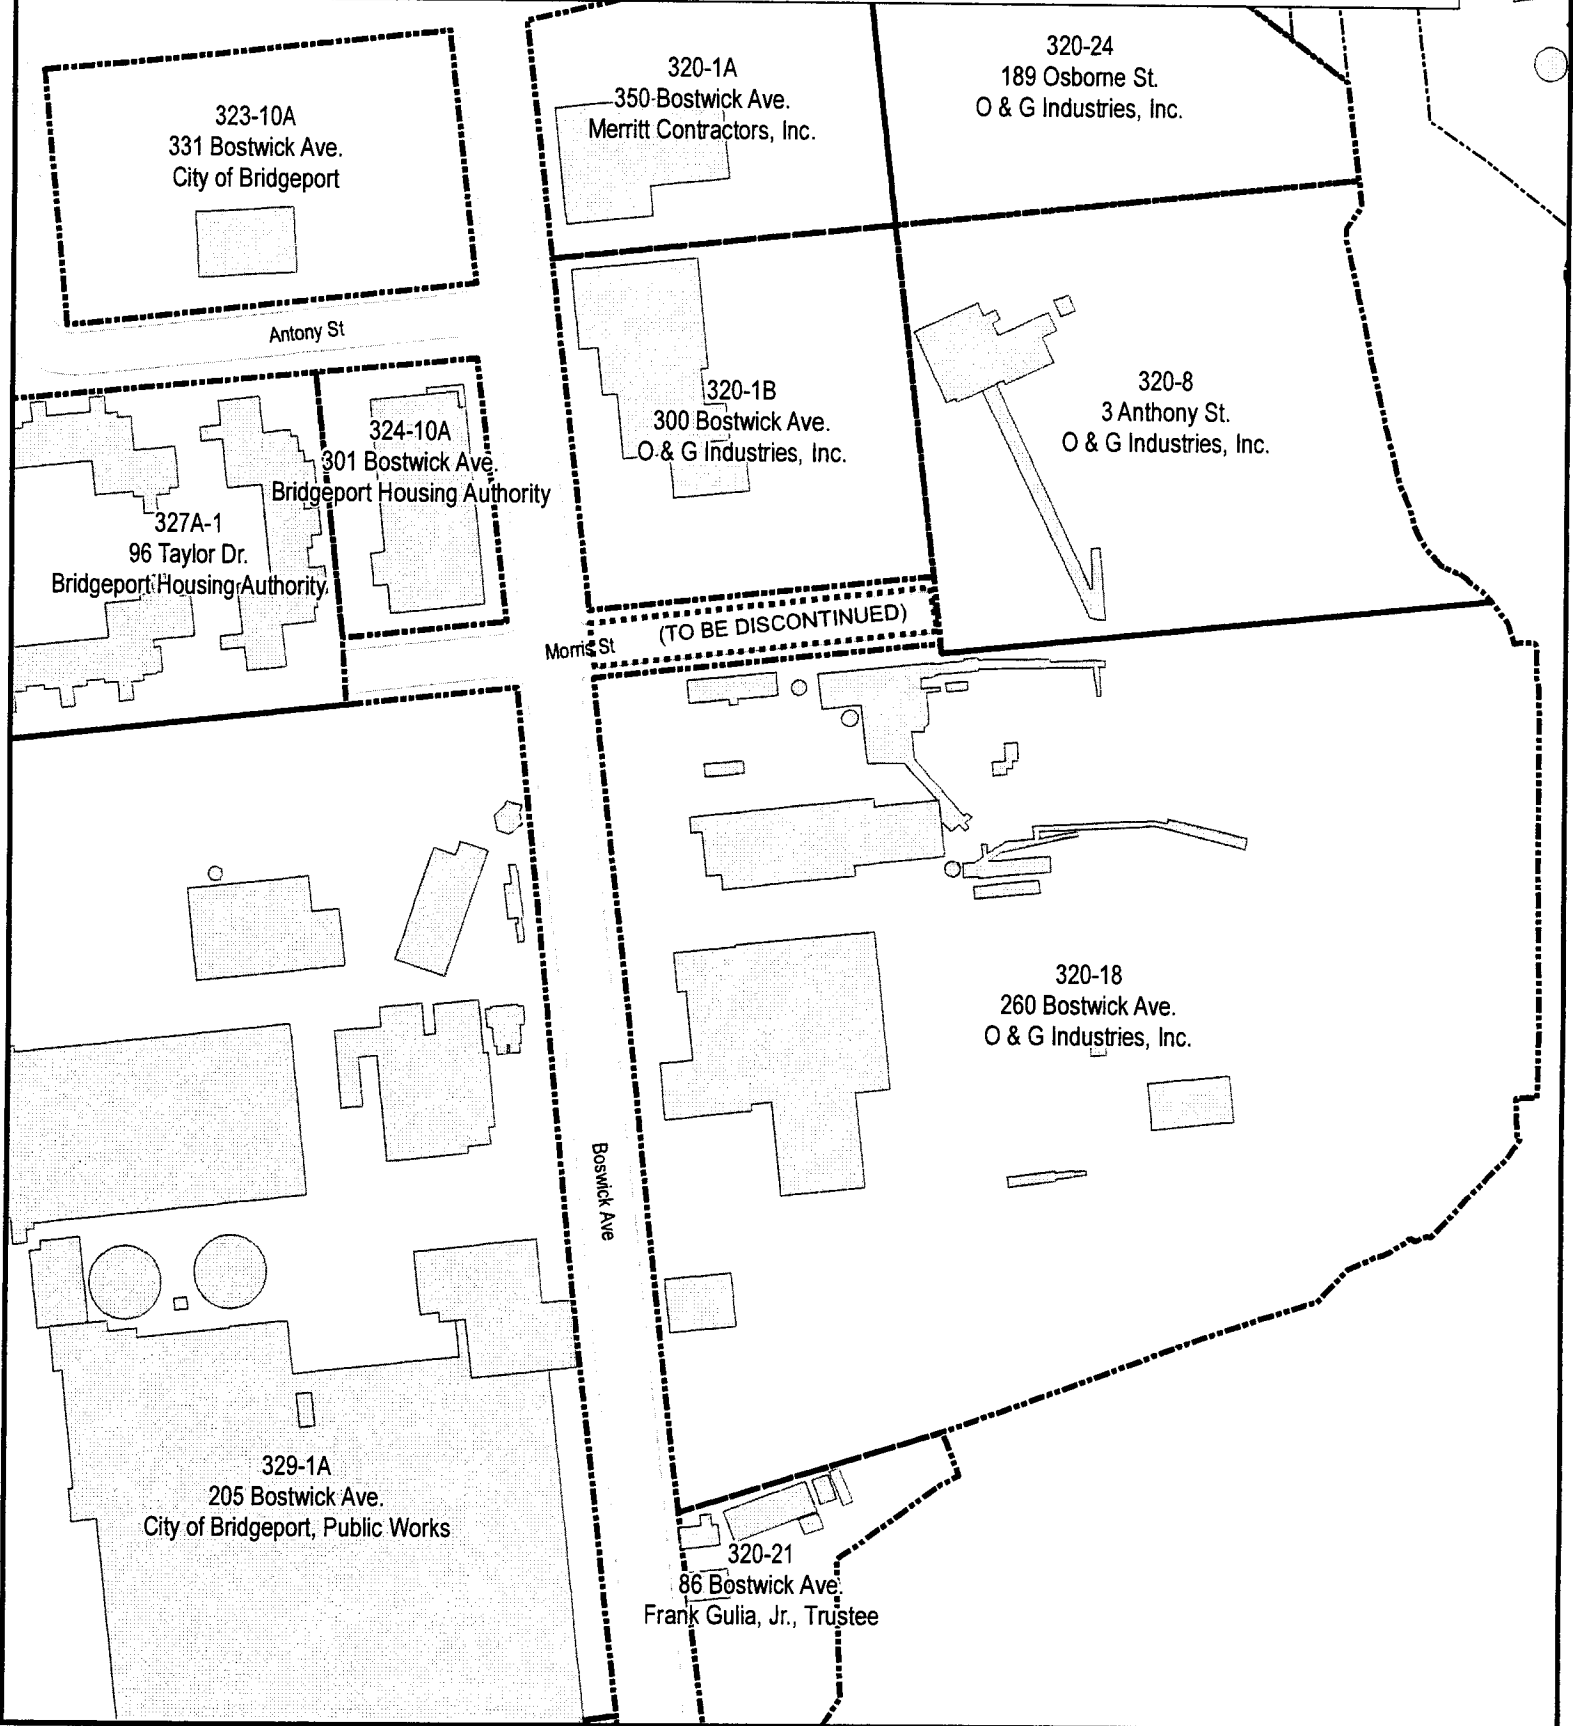 320-24
189 Osborne St.
O & G Industries, Inc.
320-1A
350 Bostwick Ave.
Merritt Contractors, Inc.
323-10A
331 Bostwick Ave.
City of Bridgeport
Antony St
320-1B
300 Bostwick Ave.
O & G Industries, Inc.
320-8
3 Anthony St.
O & G Industries, Inc.
324-10A
301 Bostwick Ave.
Bridgeport Housing Authority
327A-1
96 Taylor Dr.
Bridgeport Housing Authority
(TO BE DISCONTINUED)
Morris St
320-18
260 Bostwick Ave.
O & G Industries, Inc.
Boswick Ave
329-1A
205 Bostwick Ave.
City of Bridgeport, Public Works
320-21
86 Bostwick Ave.
Frank Gulia, Jr., Trustee